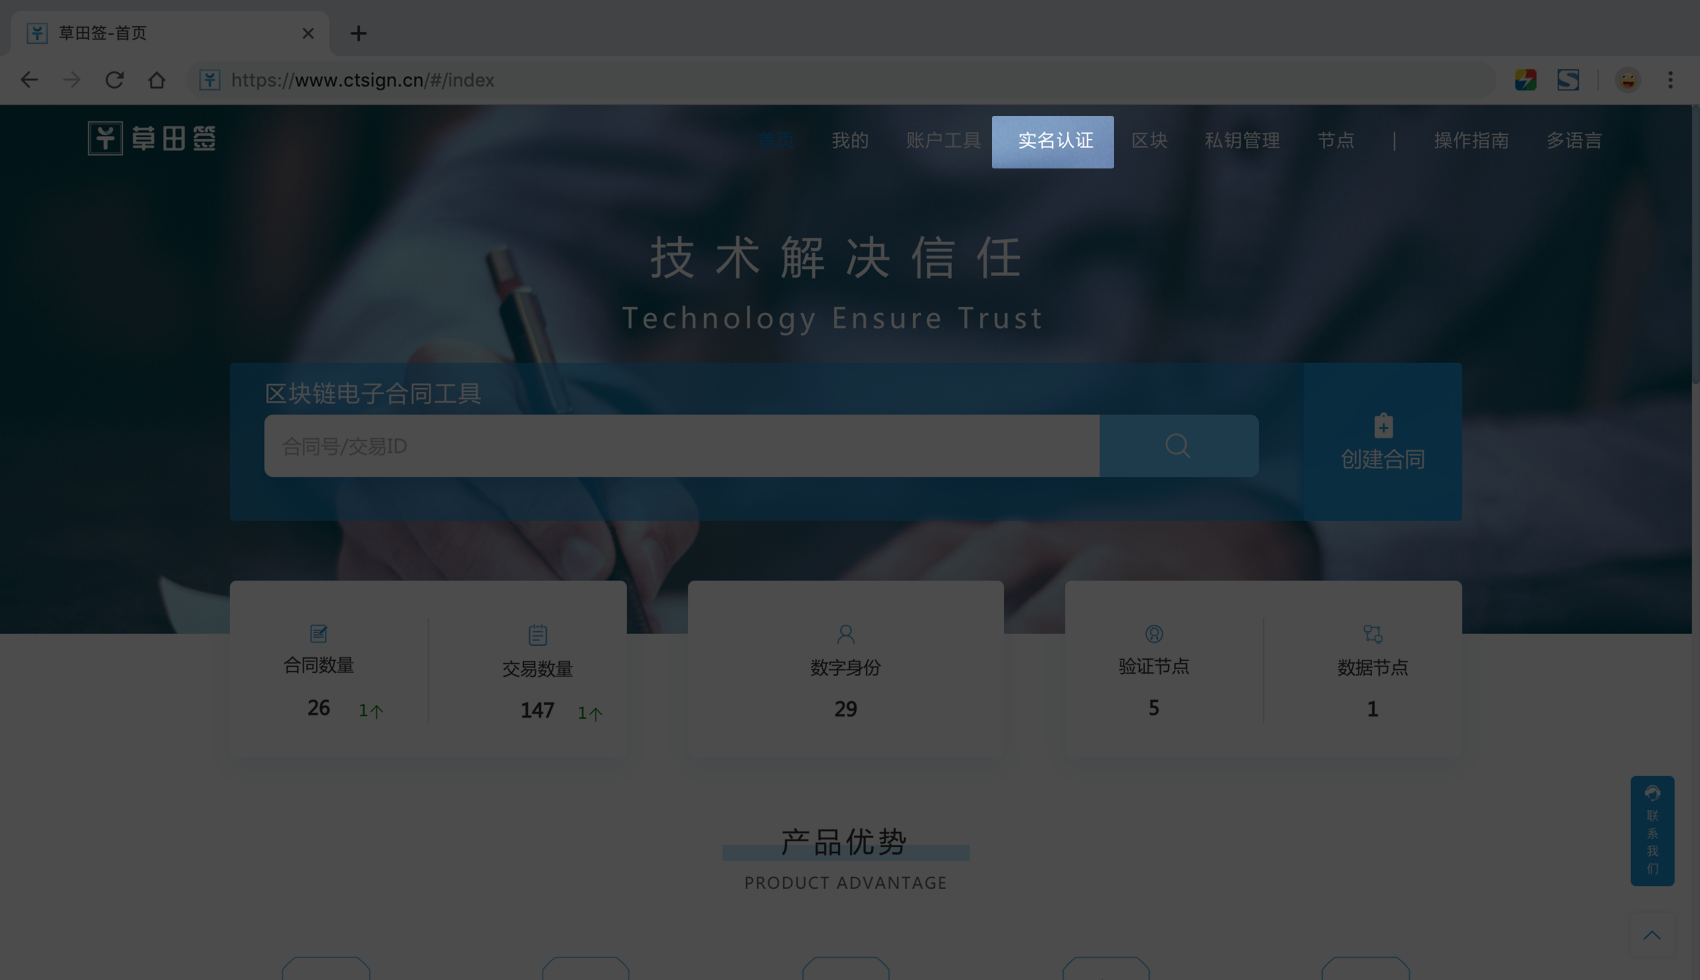 草田签-首页
https://www.ctsign.cn/#/index
草田签
首页 我的 账户工具 实名认证 区块 私钥管理 节点 | 操作指南 多语言
技术解决信任
Technology Ensure Trust
区块链电子合同工具
合同号/交易ID
创建合同
合同数量 交易数量 数字身份 验证节点 数据节点
26 1个 147 1个 29 5 1
产品优势
PRODUCT ADVANTAGE
联系我们